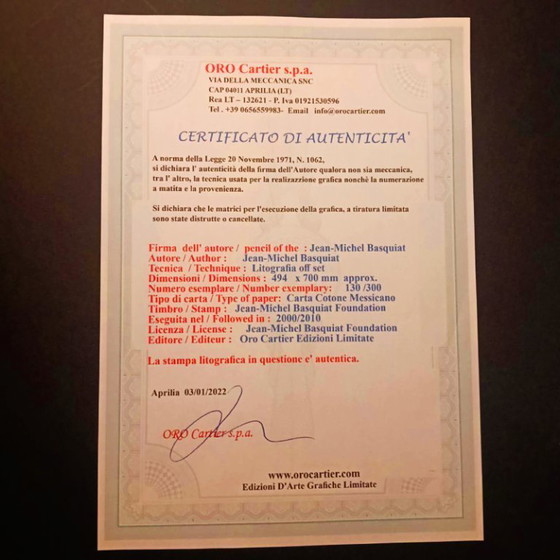 ORO Cartier s.p.a.
VIA DELLA MECCANICA SNC
CAP 04011 APRILIA (LT)
Rea LT – 132621 - P. Iva 01921530596
Tel . +39 0656559983- Email info@orocartier.com
CERTIFICATO DI AUTENTICITA'
A norma della Legge 20 Novembre 1971, N. 1062,
si dichiara l' autenticità della firma dell'Autore qualora non sia meccanica,
tra l' altro, la tecnica usata per la realizazzione grafica nonchè la numerazione
a matita e la provenienza.
Si dichiara che le matrici per l'esecuzione della grafica, a tiratura limitata
sono state distrutte o cancellate.
Firma dell' autore / pencil of the : Jean-Michel Basquiat
Autore / Author : Jean-Michel Basquiat
Tecnica / Technique : Litografia off set
Dimensioni / Dimensions : 494 x 700 mm approx.
Numero esemplare / Number exemplary: 130 /300
Tipo di carta / Type of paper: Carta Cotone Messicano
Timbro / Stamp : Jean-Michel Basquiat Foundation
Eseguita nel / Followed in : 2000/2010
Licenza / License : Jean-Michel Basquiat Foundation
Editore / Editeur : Oro Cartier Edizioni Limitate
La stampa litografica in questione e' autentica.
Aprilia 03/01/2022
ORO Cartier s.p.a.
www.orocartier.com
Edizioni D'Arte Grafiche Limitate